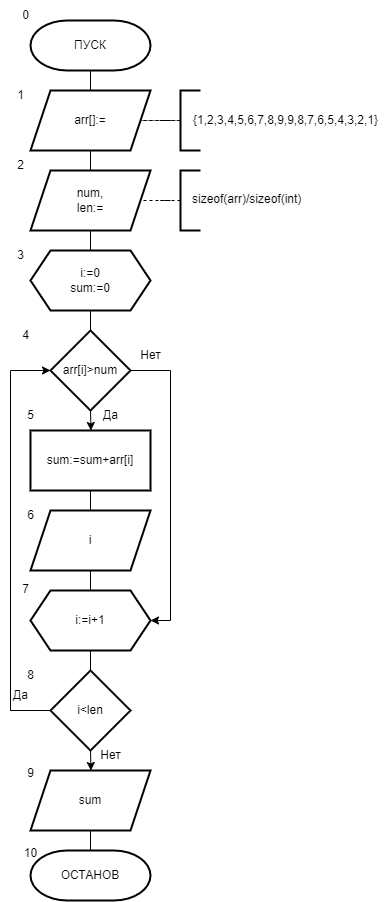 0
ПУСК
1
arr[]:=
{1,2,3,4,5,6,7,8,9,9,8,7,6,5,4,3,2,1}
2
num,
len:=
sizeof(arr)/sizeof(int)
3
i:=0
sum:=0
4
Нет
arr[i]>num
Да
5
sum:=sum+arr[i]
6
i
7
i:=i+1
8
Да
i<len
Нет
9
sum
10
ОСТАНОВ